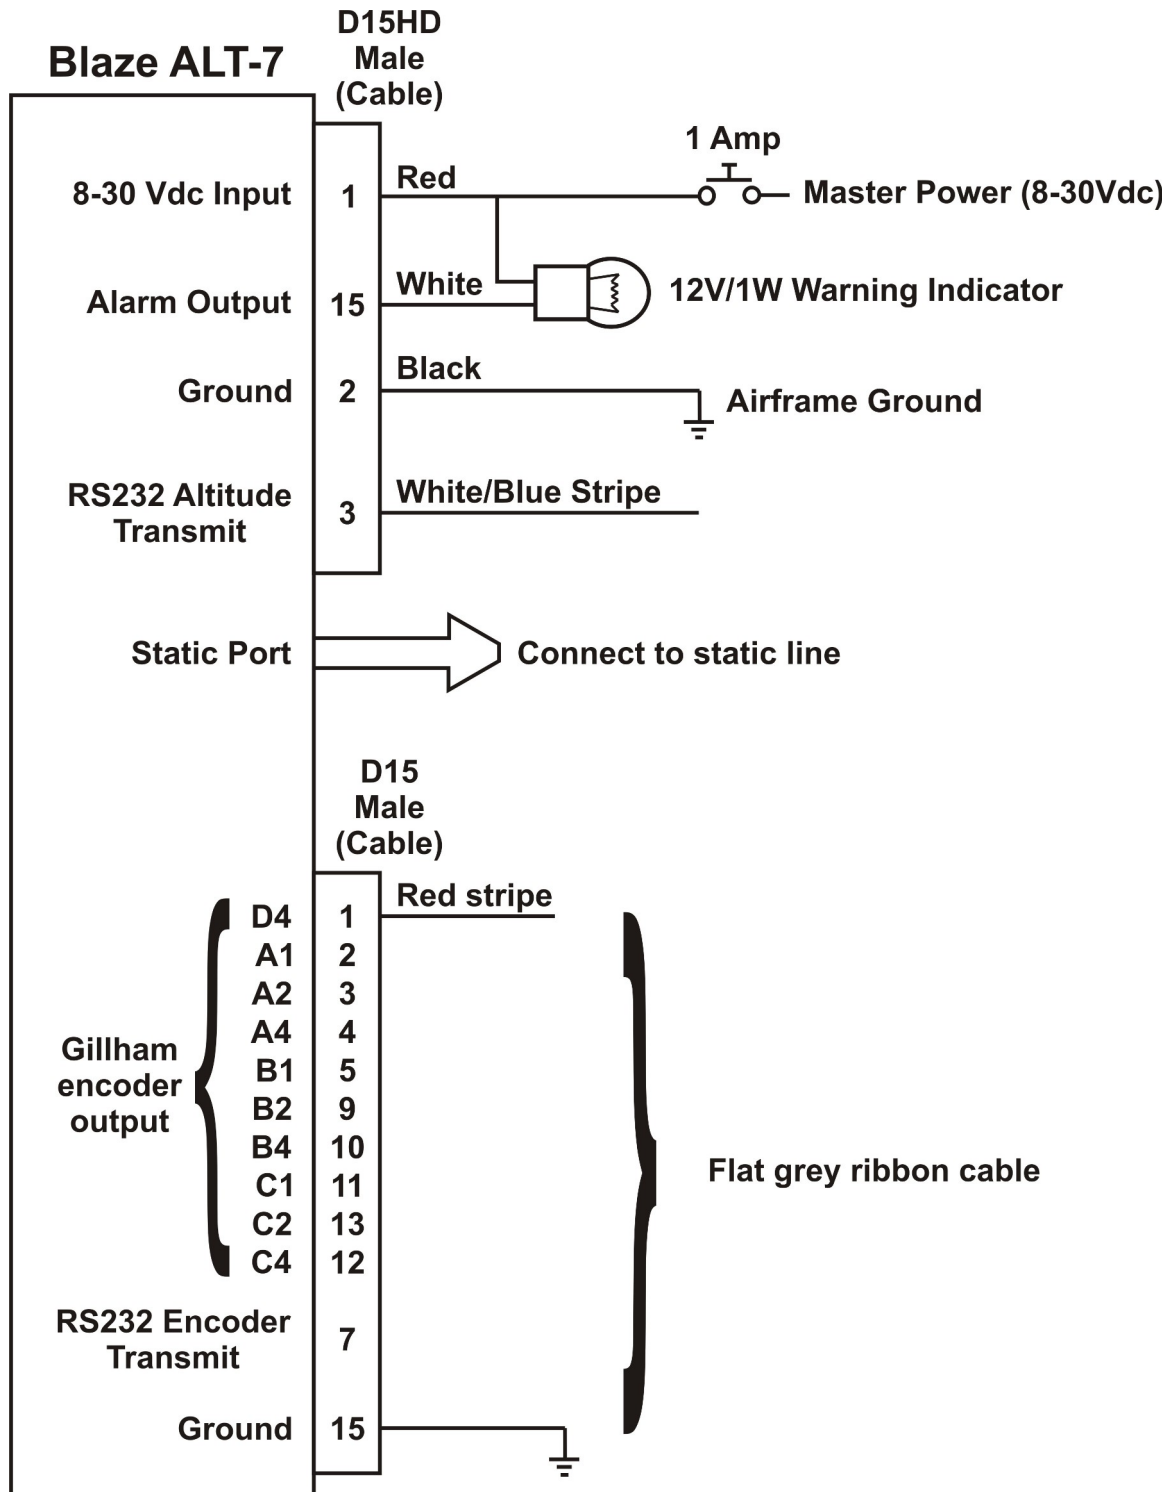 Blaze ALT-7
D15HD
Male
(Cable)
1 Amp
8-30 Vdc Input 1 Red Master Power (8-30Vdc)
Alarm Output 15 White 12V/1W Warning Indicator
Ground 2 Black Airframe Ground
RS232 Altitude
Transmit 3 White/Blue Stripe
Static Port Connect to static line
D15
Male
(Cable)
Gillham
encoder
output
D4 1 Red stripe
A1 2
A2 3
A4 4
B1 5
B2 9
B4 10
C1 11
C2 13
C4 12
Flat grey ribbon cable
RS232 Encoder
Transmit 7
Ground 15